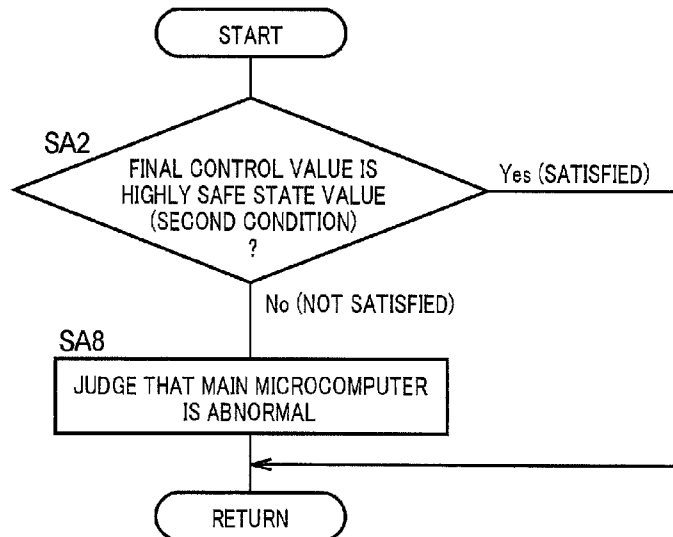 START
SA2
FINAL CONTROL VALUE IS
HIGHLY SAFE STATE VALUE
(SECOND CONDITION)
?
Yes (SATISFIED)
No (NOT SATISFIED)
SA8
JUDGE THAT MAIN MICROCOMPUTER
IS ABNORMAL
RETURN